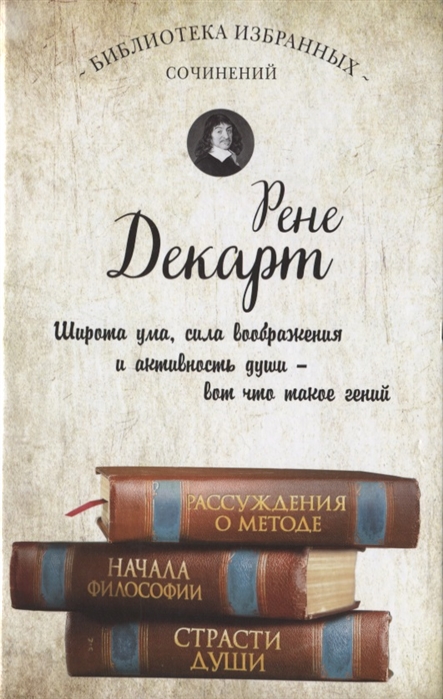 - БИБЛИОТЕКА ИЗБРАННЫХ -
СОЧИНЕНИЙ
Рене
Декарт
Широта ума, сила воображения
и активность души –
вот что такое гений
РАССУЖДЕНИЯ
О МЕТОДЕ
НАЧАЛА
ФИЛОСОФИИ
СТРАСТИ
ДУШИ